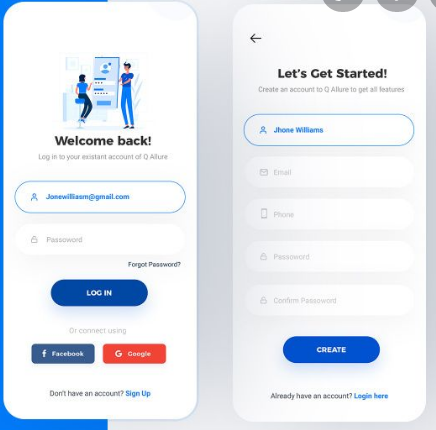 Welcome back!
Log in to your existant account of Q Allure
Jonewilliasm@gmail.com
Password
Forgot Password?
LOG IN
Or connect using
f Facebook
G Google
Don't have an account? Sign Up
Let's Get Started!
Create an account to Q Allure to get all features
Jhone Williams
Email
Phone
Password
Confirm Password
CREATE
Already have an account? Login here